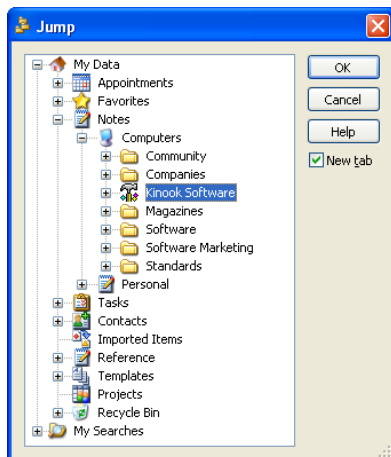 Jump
My Data
Appointments
Favorites
Notes
Computers
Community
Companies
Kinook Software
Magazines
Software
Software Marketing
Standards
Personal
Tasks
Contacts
Imported Items
Reference
Templates
Projects
Recycle Bin
My Searches
OK
Cancel
Help
New tab